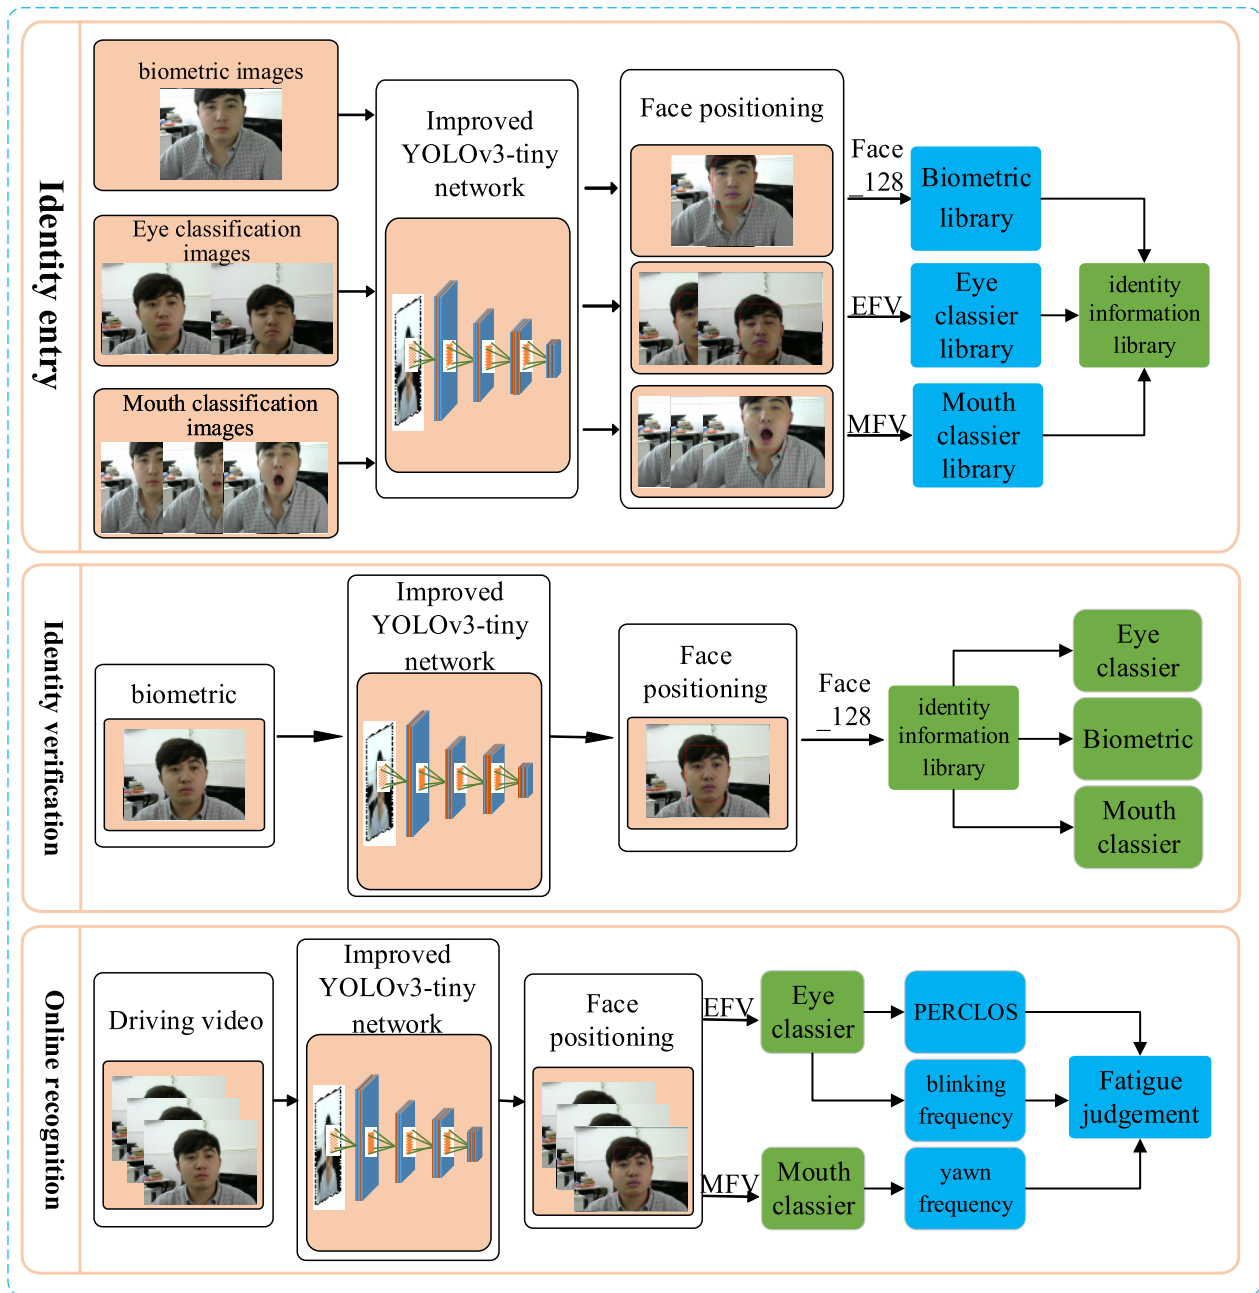 Identity entry
biometric images
Eye classification
images
Mouth classification
images
Improved
YOLOv3-tiny
network
Face positioning
Face
_128
EFV
MFV
Biometric
library
Eye
classier
library
Mouth
classier
library
identity
information
library
Identity verification
biometric
Improved
YOLOv3-tiny
network
Face
positioning
Face
_128
identity
information
library
Eye
classier
Biometric
Mouth
classier
Online recognition
Driving video
Improved
YOLOv3-tiny
network
Face
positioning
EFV
MFV
Eye
classier
Mouth
classier
PERCLOS
blinking
frequency
yawn
frequency
Fatigue
judgement